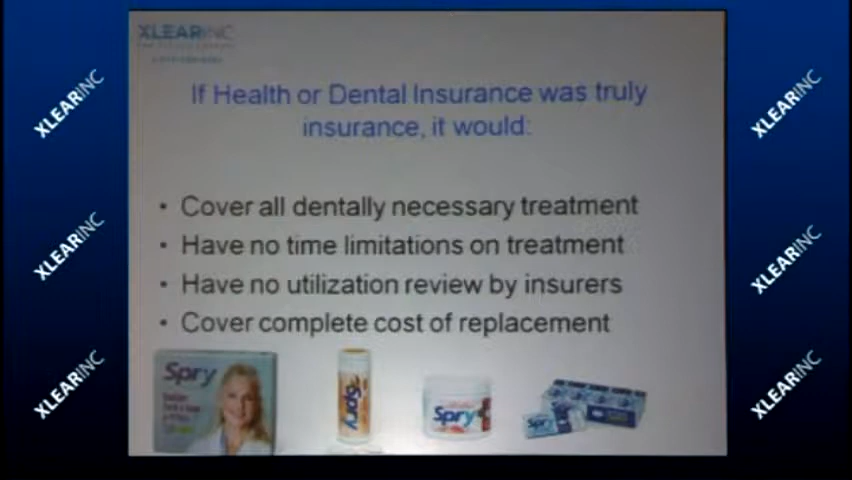 XLEARINC
If Health or Dental Insurance was truly
insurance, it would:
• Cover all dentally necessary treatment
• Have no time limitations on treatment
• Have no utilization review by insurers
• Cover complete cost of replacement
Spry
Spry
Spry
Spry
XLEARINC
XLEARINC
XLEARINC
XLEARINC
XLEARINC
XLEARINC